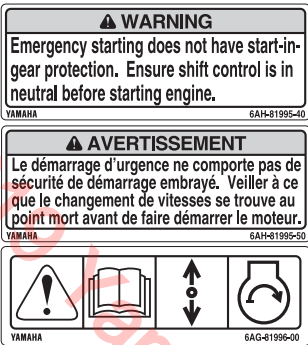 WARNING
Emergency starting does not have start-in-
gear protection. Ensure shift control is in
neutral before starting engine.
YAMAHA 6AH-81995-40
AVERTISSEMENT
Le démarrage d'urgence ne comporte pas de
sécurité de démarrage embrayé. Veiller à ce
que le changement de vitesses se trouve au
point mort avant de faire démarrer le moteur.
YAMAHA 6AH-81995-50
YAMAHA 6AG-81996-00